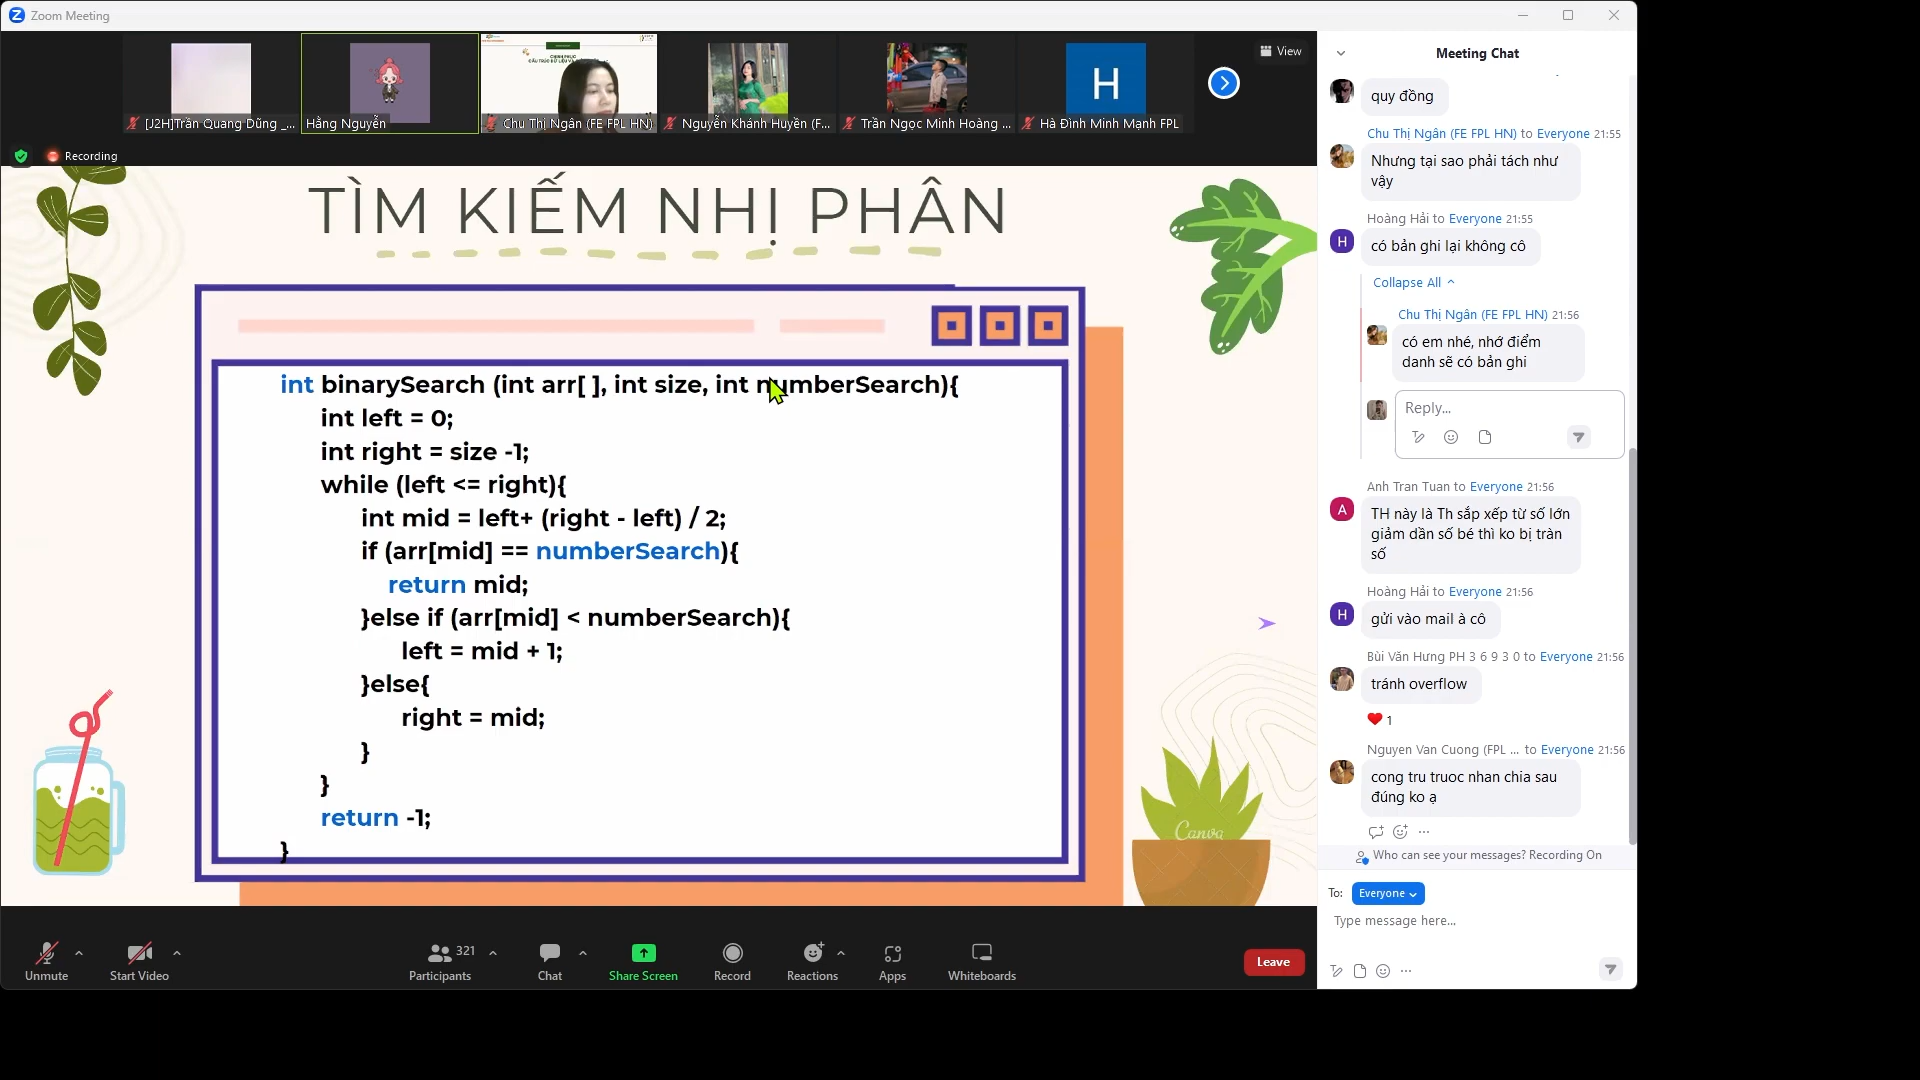 Zoom Meeting
View
[J2H]Trần Quang Dũng _...
Hằng Nguyễn
Chu Thị Ngân (FE FPL HN)
Nguyễn Khánh Huyền (F...
Trần Ngọc Minh Hoàng ...
H
Hà Đình Minh Mạnh FPL
Recording
TÌM KIẾM NHỊ PHÂN
int binarySearch (int arr[ ], int size, int numberSearch){
int left = 0;
int right = size -1;
while (left <= right){
int mid = left+ (right - left) / 2;
if (arr[mid] == numberSearch){
return mid;
}else if (arr[mid] < numberSearch){
left = mid + 1;
}else{
right = mid;
}
}
return -1;
}
Canva
Unmute
Start Video
321
Participants
Chat
Share Screen
Record
Reactions
Apps
Whiteboards
Leave
Meeting Chat
quy đồng
Chu Thị Ngân (FE FPL HN) to Everyone 21:55
Nhưng tại sao phải tách như
vậy
Hoàng Hải to Everyone 21:55
H
có bản ghi lại không cô
Collapse All
Chu Thị Ngân (FE FPL HN) 21:56
có em nhé, nhớ điểm
danh sẽ có bản ghi
Reply...
Anh Tran Tuan to Everyone 21:56
A
TH này là Th sắp xếp từ số lớn
giảm dần số bé thì ko bị tràn
số
Hoàng Hải to Everyone 21:56
H
gửi vào mail à cô
Bùi Văn Hưng PH 3 6 9 3 0 to Everyone 21:56
tránh overflow
1
Nguyen Van Cuong (FPL ... to Everyone 21:56
cong tru truoc nhan chia sau
đúng ko ạ
Who can see your messages? Recording On
To: Everyone
Type message here...